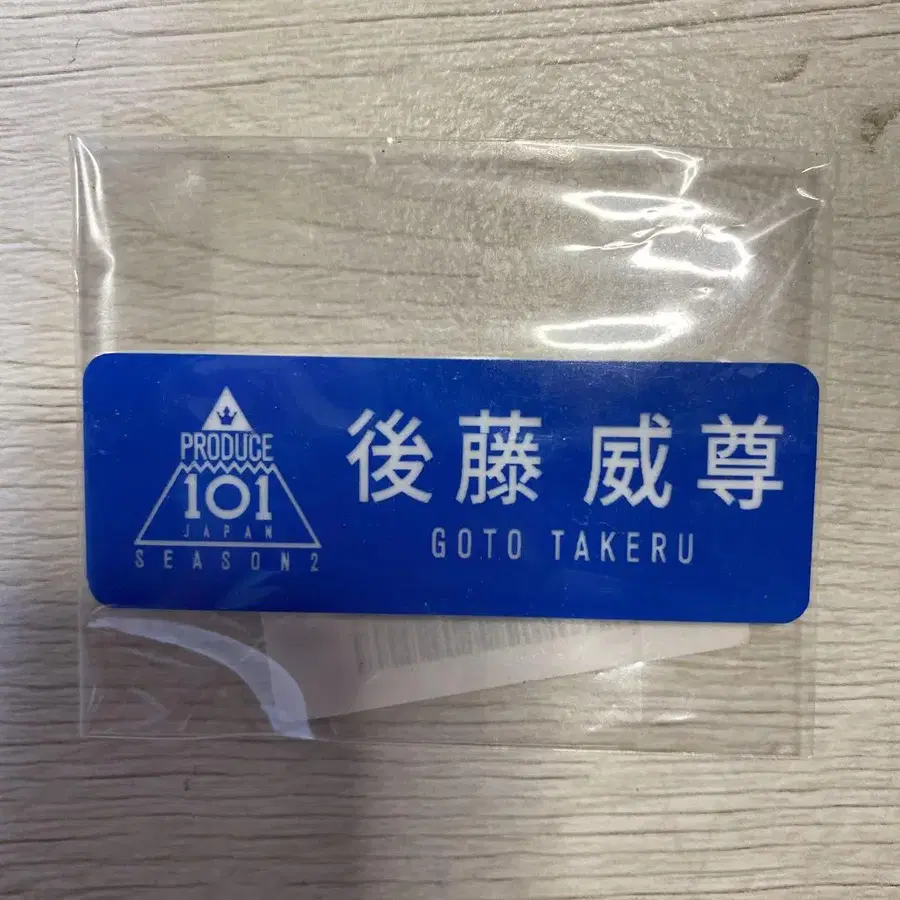 PRODUCE
101
JAPAN
SEASON2
後藤 威尊
GOTO TAKERU